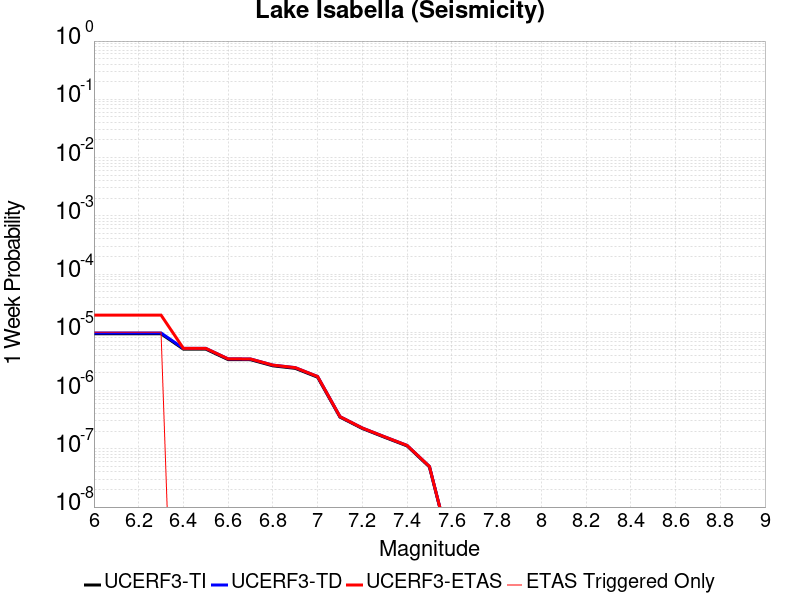 Lake Isabella (Seismicity)
1 Week Probability
10^0
10^-1
10^-2
10^-3
10^-4
10^-5
10^-6
10^-7
10^-8
6 6.2 6.4 6.6 6.8 7 7.2 7.4 7.6 7.8 8 8.2 8.4 8.6 8.8 9
Magnitude
UCERF3-TI UCERF3-TD UCERF3-ETAS ETAS Triggered Only